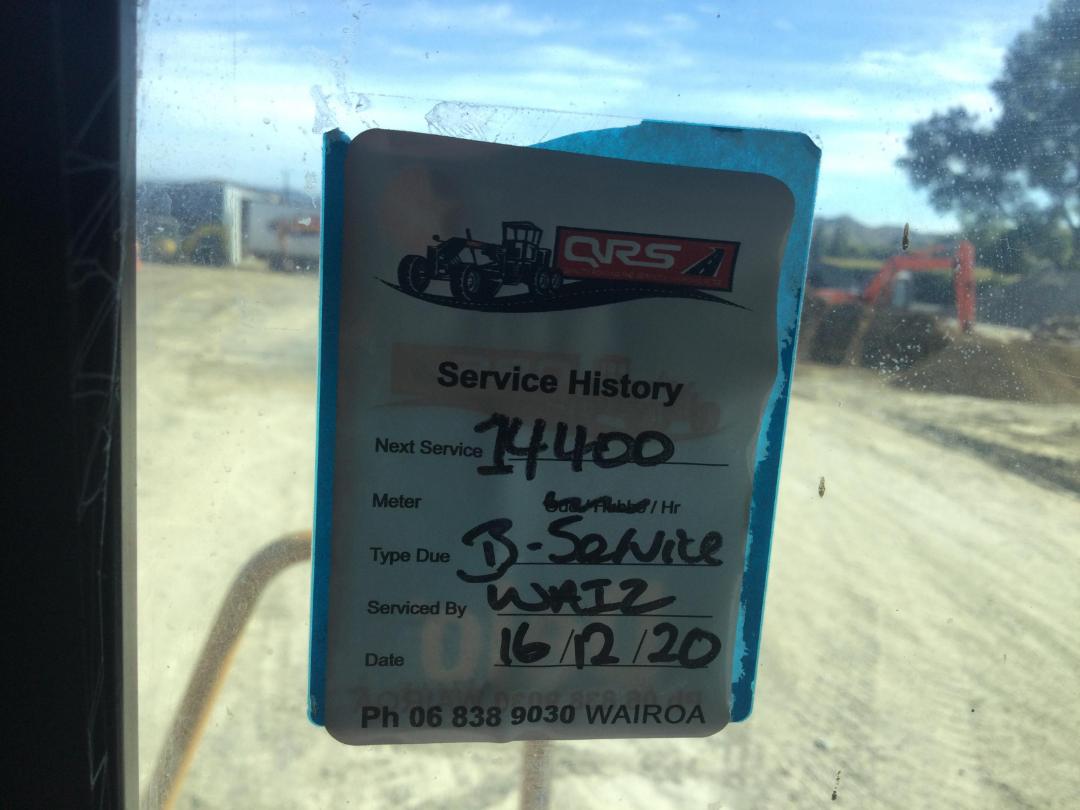 QRS
Service History
Next Service 14400
Meter / Hr
Type Due B-Service
Serviced By WAIZ
Date 16/12/20
Ph 06 838 9030 WAIROA